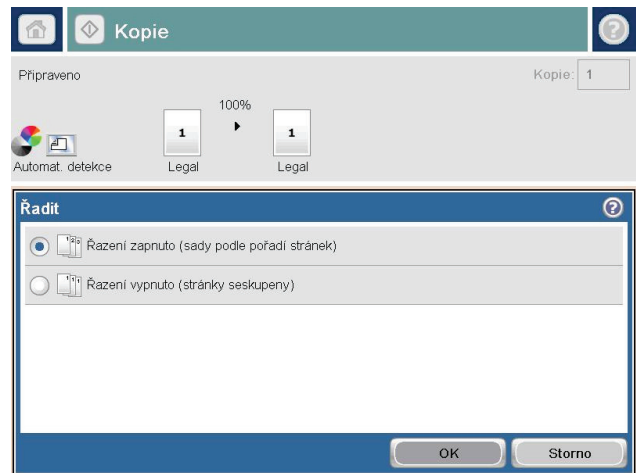 Kopie
Připraveno
Kopie: 1
100%
1
1
Automat. detekce
Legal
Legal
Řadit
Řazení zapnuto (sady podle pořadí stránek)
Řazení vypnuto (stránky seskupeny)
OK
Storno